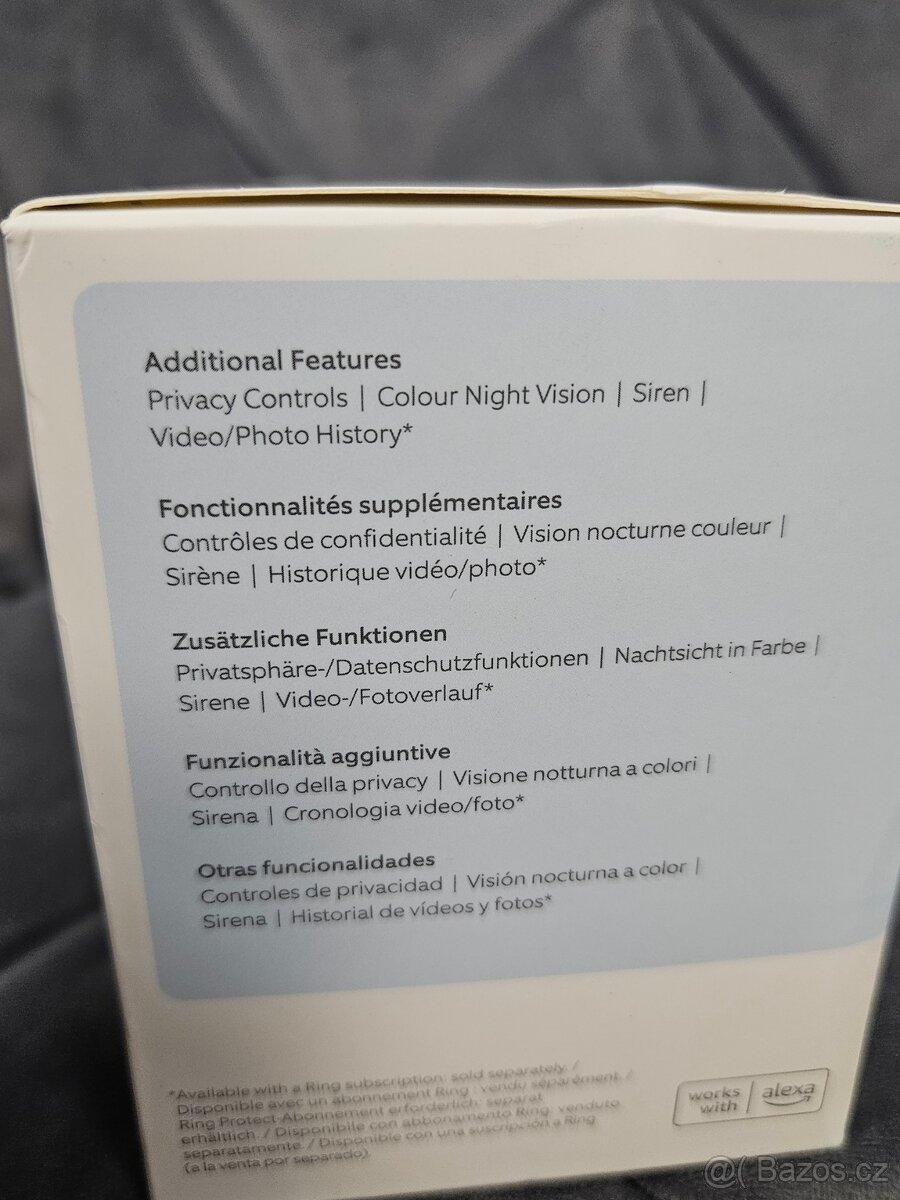 Additional Features
Privacy Controls | Colour Night Vision | Siren |
Video/Photo History*
Fonctionnalités supplémentaires
Contrôles de confidentialité | Vision nocturne couleur |
Sirène | Historique vidéo/photo*
Zusätzliche Funktionen
Privatsphäre-/Datenschutzfunktionen | Nachtsicht in Farbe |
Sirene | Video-/Fotoverlauf*
Funzionalità aggiuntive
Controllo della privacy | Visione notturna a colori |
Sirena | Cronologia video/foto*
Otras funcionalidades
Controles de privacidad | Visión nocturna a color |
Sirena | Historial de vídeos y fotos*
*Available with a Ring subscription: sold separately. /
Disponible avec un abonnement Ring : vendu séparément. /
Ring Protect-Abonnement erforderlich: separat
erhältlich. / Disponibile con abbonamento Ring: venduto
separatamente. / Disponible con una suscripción a Ring
(a la venta por separado).
works with | alexa
@( Bazos.cz